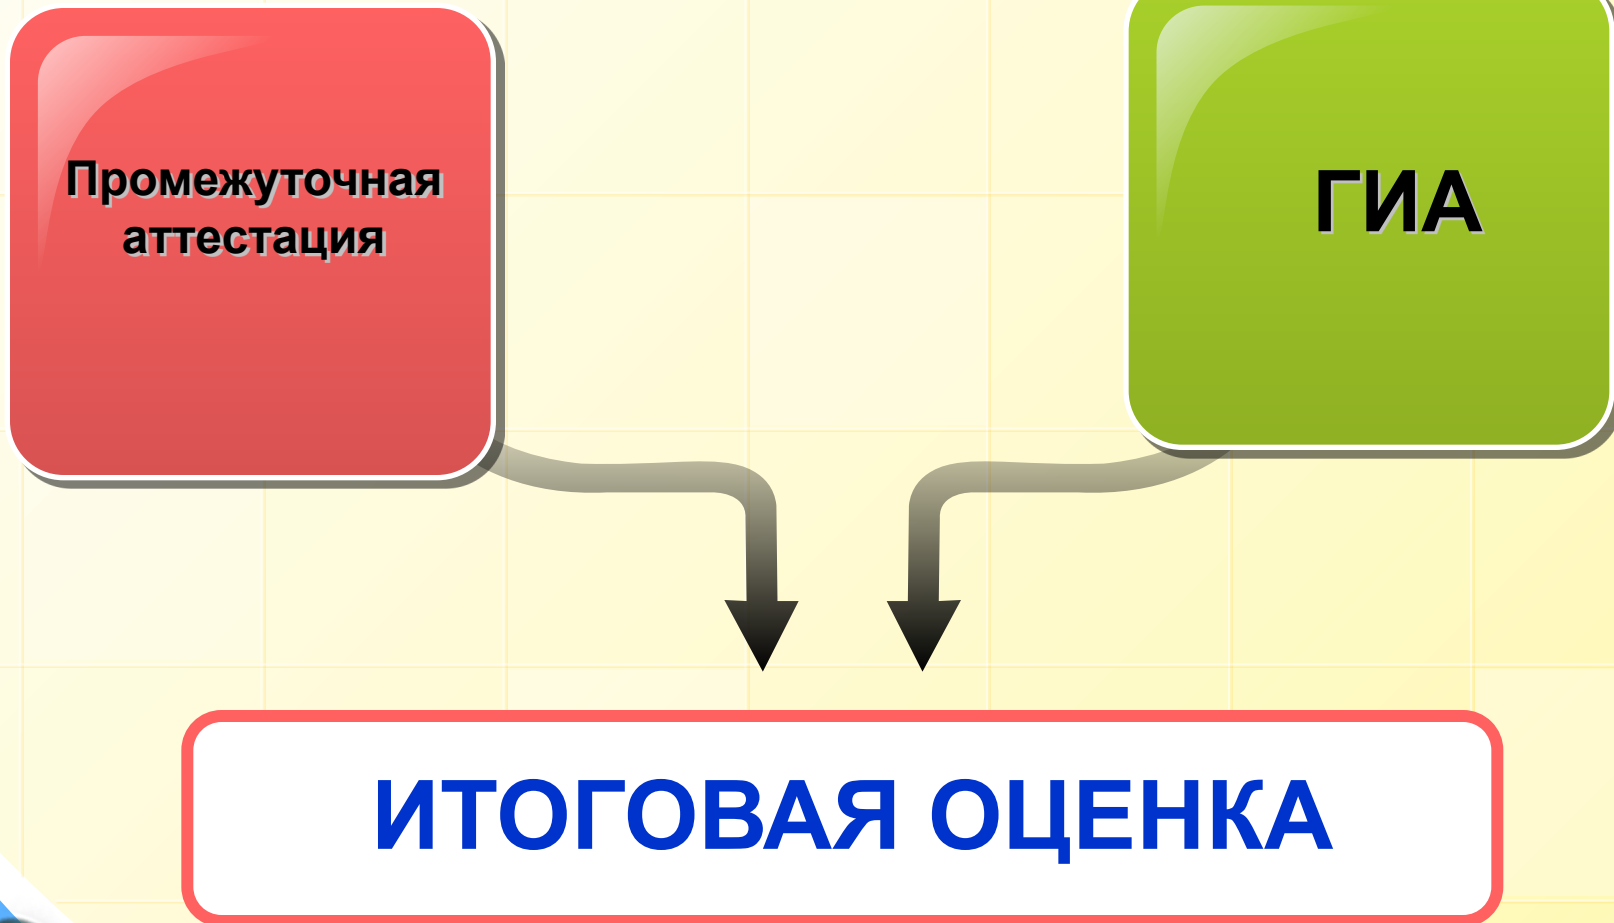 Промежуточная
аттестация
ГИА
ИТОГОВАЯ ОЦЕНКА